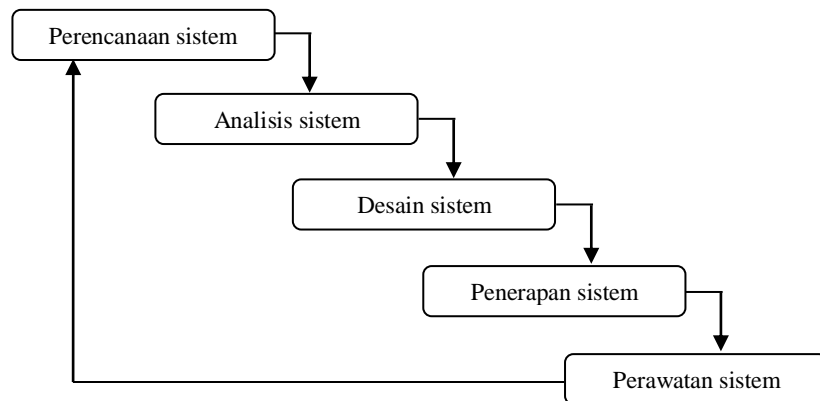 Perencanaan sistem
Analisis sistem
Desain sistem
Penerapan sistem
Perawatan sistem